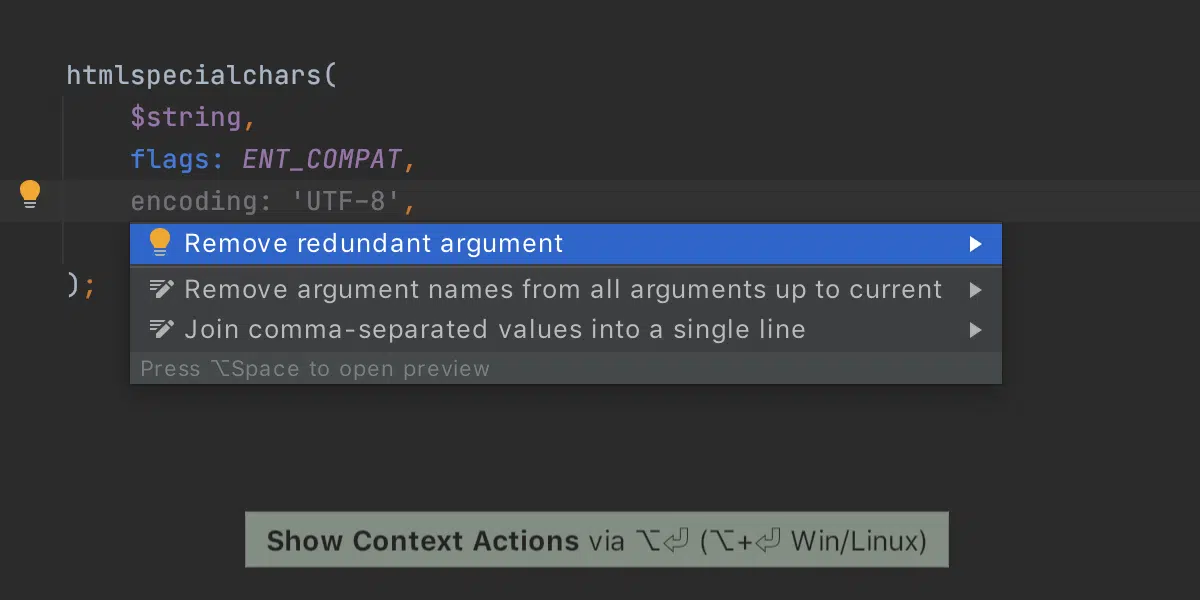 htmlspecialchars(
$string,
flags: ENT_COMPAT,
encoding: 'UTF-8',
Remove redundant argument
);
Remove argument names from all arguments up to current
Join comma-separated values into a single line
Press ⌥Space to open preview
Show Context Actions via ⌥⏎ (⌥+⏎ Win/Linux)